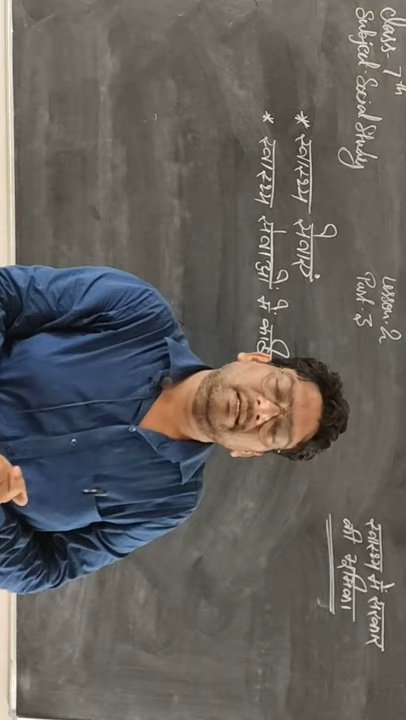 Class- 7th
Subject- Social Study
Lesson-2
Part-3
स्वास्थ्य में सरकार
की भूमिका
* स्वास्थ्य सेवाएं
* स्वास्थ्य सेवाओं में